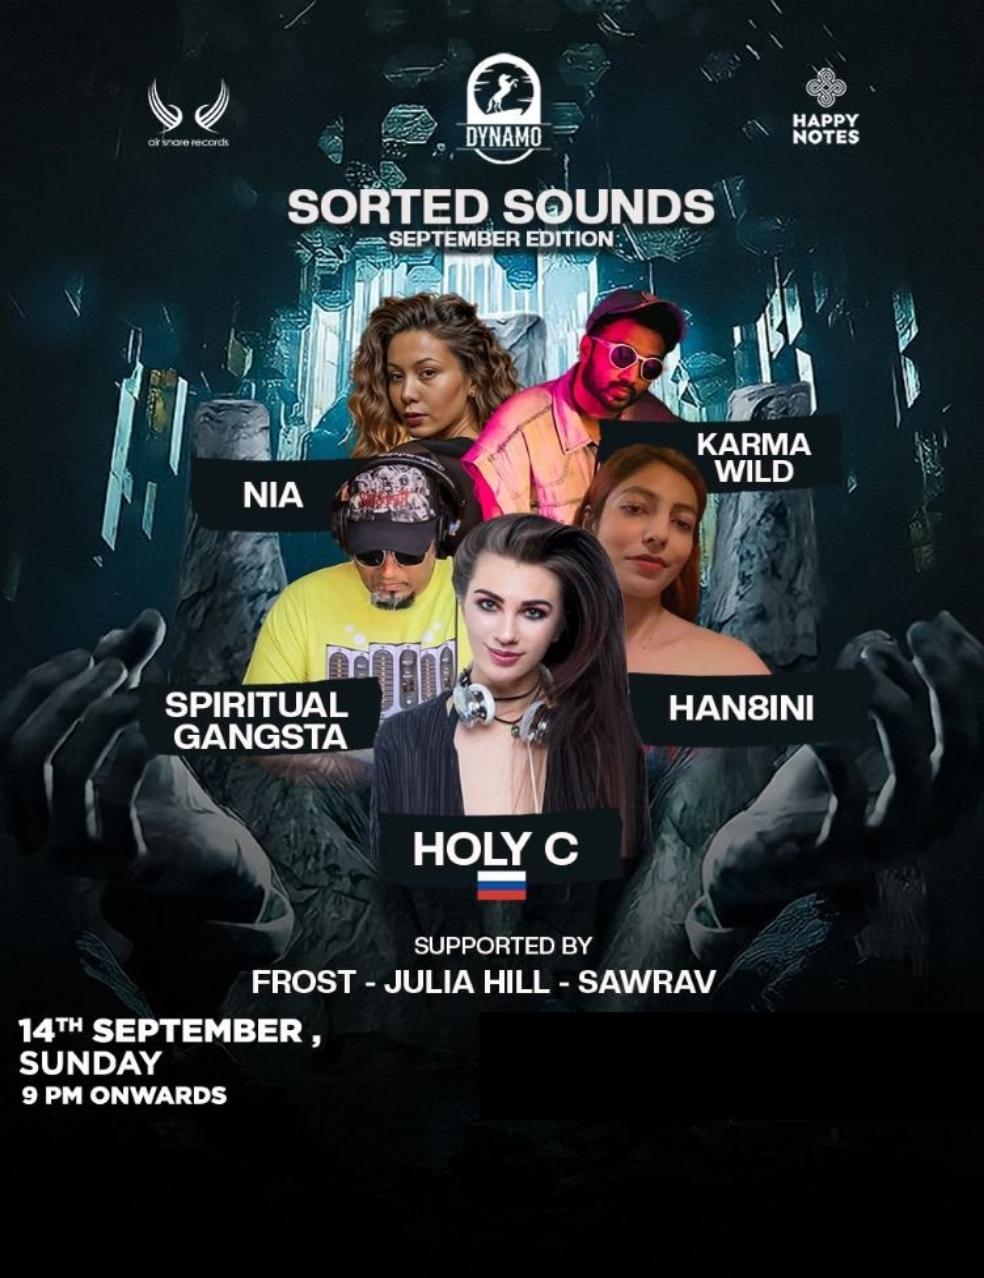 air snare records
DYNAMO
HAPPY
NOTES
SORTED SOUNDS
SEPTEMBER EDITION
NIA
KARMA
WILD
SPIRITUAL
GANGSTA
HAN8INI
HOLY C
SUPPORTED BY
FROST - JULIA HILL - SAWRAV
14TH SEPTEMBER ,
SUNDAY
9 PM ONWARDS